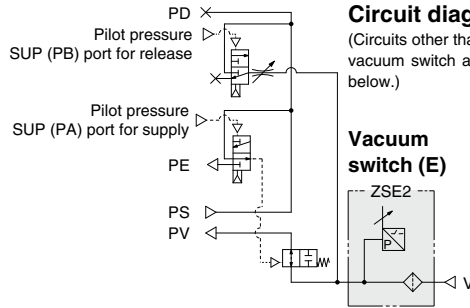 PD
Circuit diag
Pilot pressure
SUP (PB) port for release
(Circuits other tha
vacuum switch a
below.)
Pilot pressure
SUP (PA) port for supply
Vacuum
switch (E)
PE
ZSE2
PS
PV
P
V